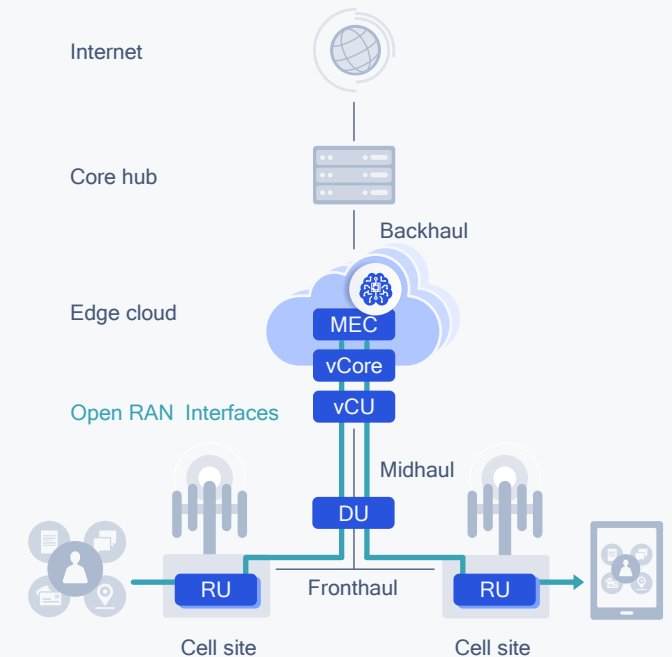 Internet
Core hub
Backhaul
Edge cloud
MEC
vCore
vCU
Open RAN Interfaces
Midhaul
DU
RU
Fronthaul
RU
Cell site
Cell site